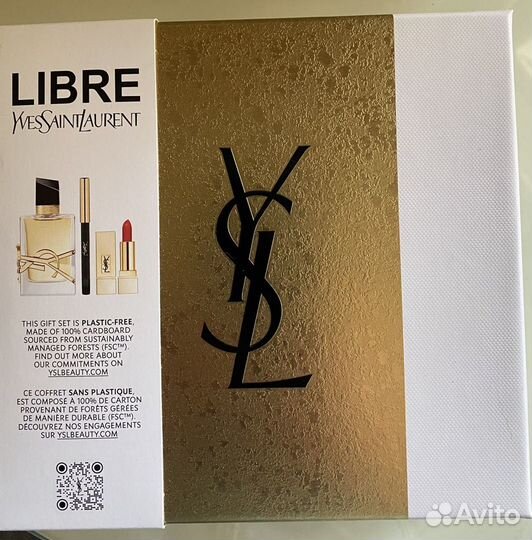 LIBRE
YVESSAINTLAURENT
THIS GIFT SET IS PLASTIC-FREE,
MADE OF 100% CARDBOARD
SOURCED FROM SUSTAINABLY
MANAGED FORESTS (FSC™).
FIND OUT MORE ABOUT
OUR COMMITMENTS ON
YSLBEAUTY.COM
CE COFFRET SANS PLASTIQUE,
EST COMPOSÉ À 100% DE CARTON
PROVENANT DE FORÊTS GÉRÉES
DE MANIÈRE DURABLE (FSC™).
DÉCOUVREZ NOS ENGAGEMENTS
SUR YSLBEAUTY.COM
YSL
Avito